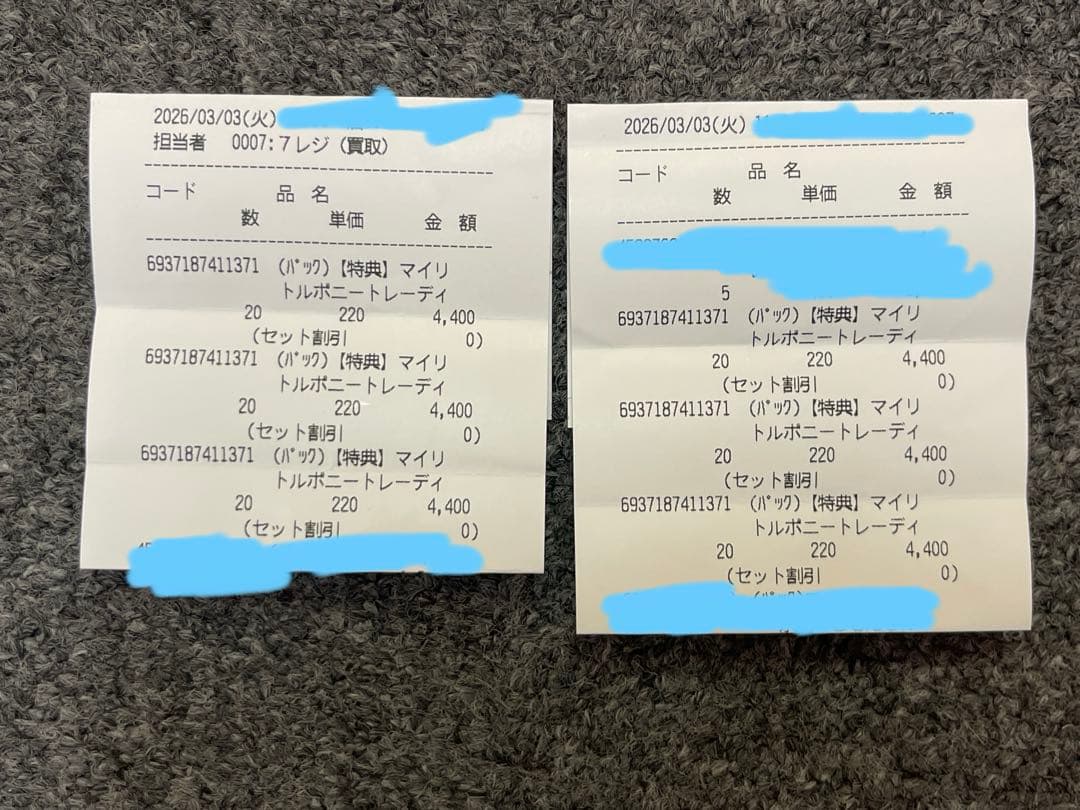 2026/03/03(火)
担当者 0007:7レジ(買取)
コード 品 名
数 単価 金 額
6937187411371 (パック)【特典】マイリ
トルポニートレーディ
20 220 4,400
(セット割引 0)
6937187411371 (パック)【特典】マイリ
トルポニートレーディ
20 220 4,400
(セット割引 0)
6937187411371 (パック)【特典】マイリ
トルポニートレーディ
20 220 4,400
(セット割引 0)
2026/03/03(火)
コード 品 名
数 単価 金 額
5
6937187411371 (パック)【特典】マイリ
トルポニートレーディ
20 220 4,400
(セット割引 0)
6937187411371 (パック)【特典】マイリ
トルポニートレーディ
20 220 4,400
(セット割引 0)
6937187411371 (パック)【特典】マイリ
トルポニートレーディ
20 220 4,400
(セット割引 0)